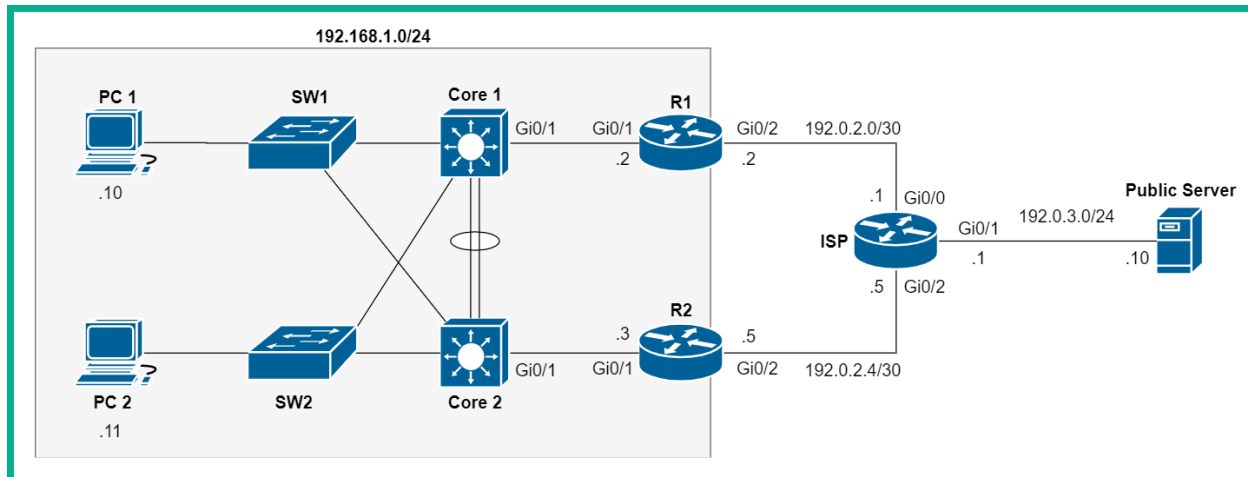 192.168.1.0/24
PC 1
SW1
Core 1
R1
Gi0/1
Gi0/1
Gi0/2
192.0.2.0/30
.2
.2
.10
Public Server
.1
Gi0/0
192.0.3.0/24
ISP
Gi0/1
.1
.10
.5
Gi0/2
R2
.3
.5
Gi0/1
Gi0/1
Gi0/2
192.0.2.4/30
PC 2
SW2
Core 2
.11